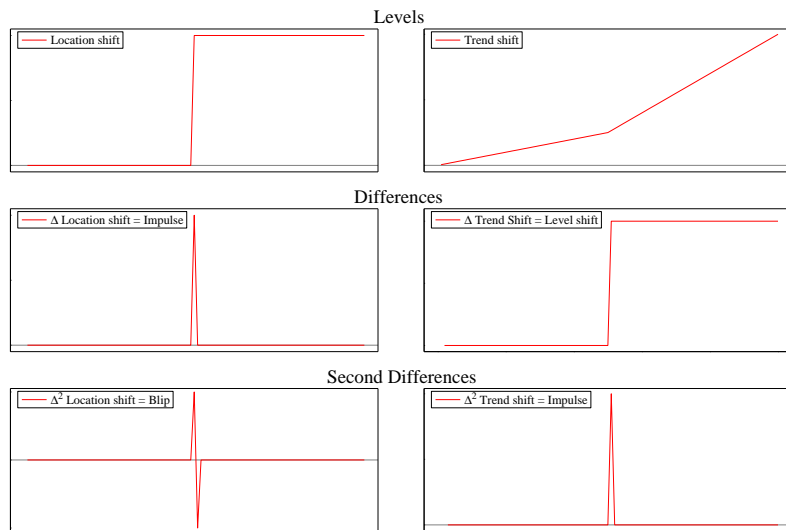 Levels
Location shift
Trend shift
Differences
Δ Location shift = Impulse
Δ Trend Shift = Level shift
Second Differences
Δ² Location shift = Blip
Δ² Trend shift = Impulse